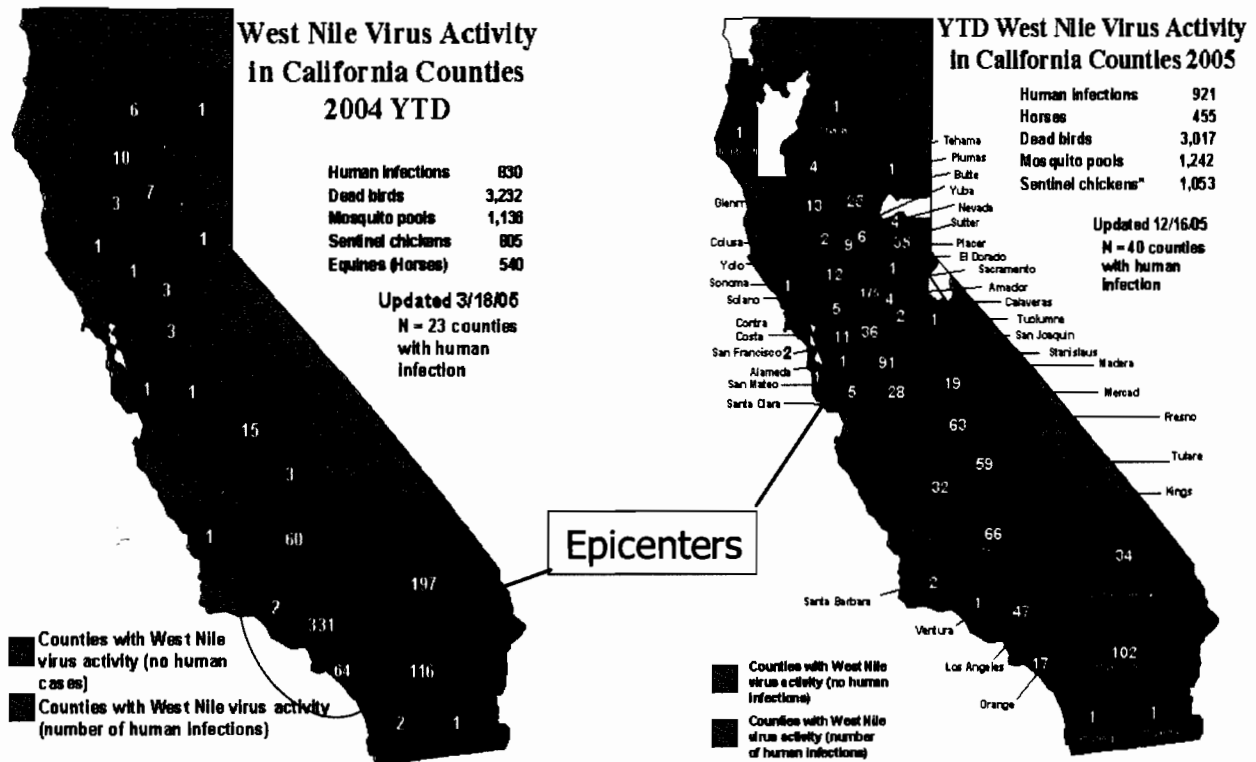 West Nile Virus Activity
in California Counties
2004 YTD
Human infections 830
Dead birds 3,232
Mosquito pools 1,136
Sentinel chickens 805
Equines (Horses) 540
Updated 3/18/05
N = 23 counties
with human
infection
6
1
10
7
3
1
1
1
3
3
1
1
15
3
1
60
197
2
331
64
116
2
1
Counties with West Nile
virus activity (no human
cases)
Counties with West Nile virus activity
(number of human infections)
Epicenters
YTD West Nile Virus Activity
in California Counties 2005
Human infections 921
Horses 455
Dead birds 3,017
Mosquito pools 1,242
Sentinel chickens* 1,053
Updated 12/16/05
N = 40 counties
with human
infection
Tehama
Plumas
Butte
Yuba
Nevada
Sutter
Placer
El Dorado
Sacramento
Amador
Calaveras
Tuolumne
San Joaquin
Stanislaus
Madera
Merced
Fresno
Tulare
Kings
Glenn
Colusa
Yolo
Sonoma
Solano
Contra
Costa
San Francisco 2
Alameda
San Mateo
Santa Clara
Santa Barbara
Ventura
Los Angeles
Orange
1
1
4
1
13
4
2
9
6
12
1
1
5
4
2
1
11
36
1
91
1
5
28
19
63
59
32
66
34
2
1
47
102
17
1
1
Counties with West Nile
virus activity (no human
infections)
Counties with West Nile
virus activity (number
of human infections)